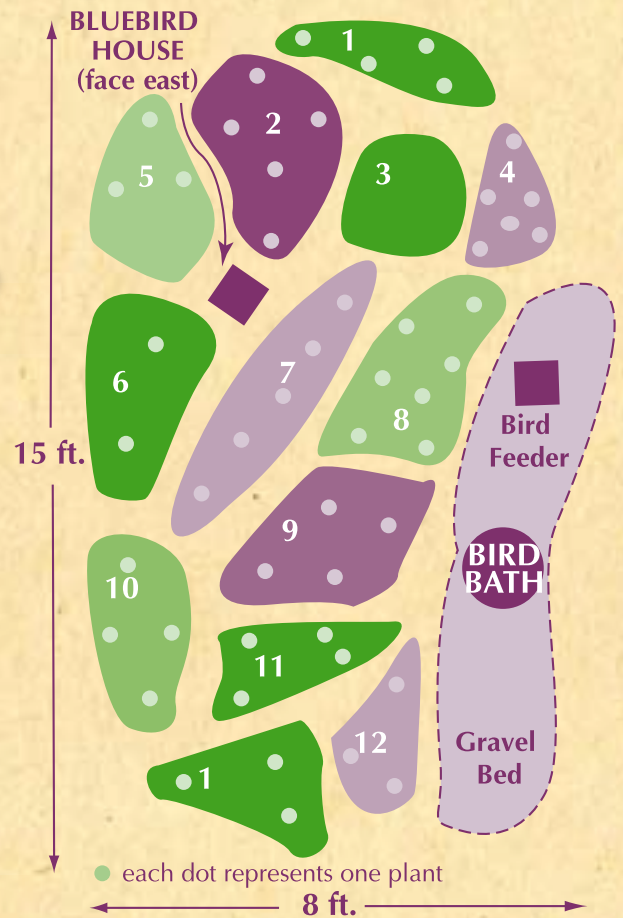 BLUEBIRD
HOUSE
(face east)
1
2
3
4
5
6
7
8
15 ft.
Bird
Feeder
9
BIRD
BATH
10
11
12
Gravel
Bed
1
each dot represents one plant
8 ft.